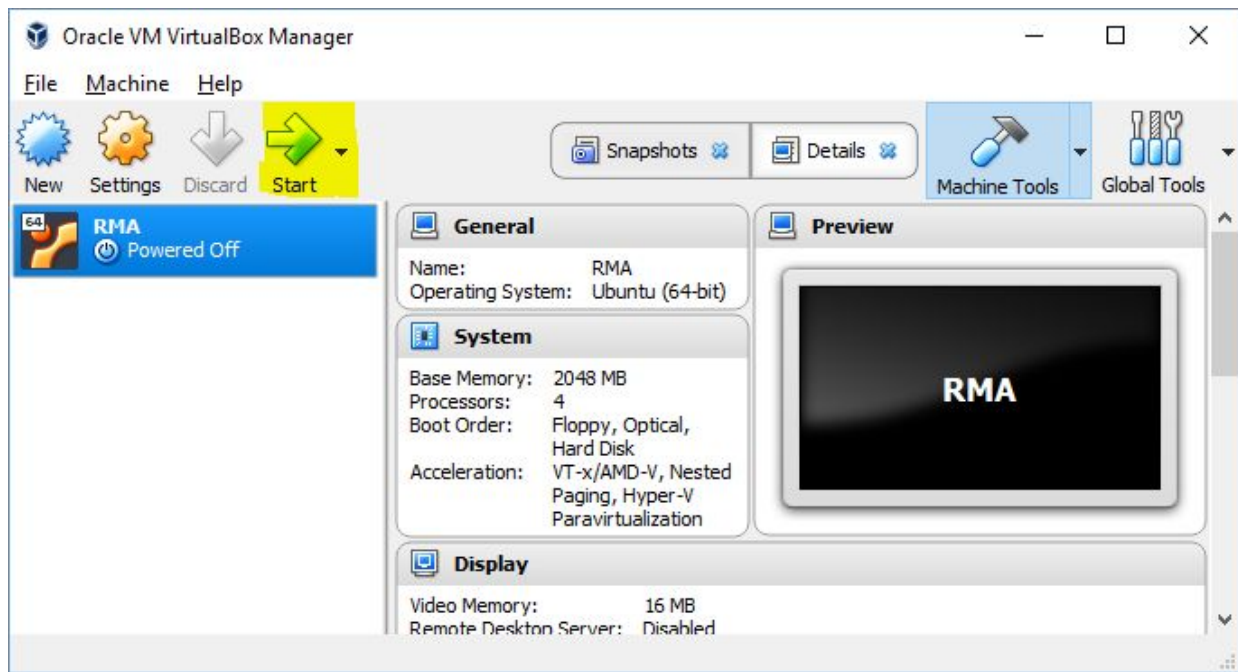 Oracle VM VirtualBox Manager
File Machine Help
New Settings Discard Start Snapshots Details Machine Tools Global Tools
64
RMA
Powered Off
General
Name: RMA
Operating System: Ubuntu (64-bit)
System
Base Memory: 2048 MB
Processors: 4
Boot Order: Floppy, Optical,
Hard Disk
Acceleration: VT-x/AMD-V, Nested
Paging, Hyper-V
Paravirtualization
Preview
RMA
Display
Video Memory: 16 MB
Remote Desktop Server: Disabled